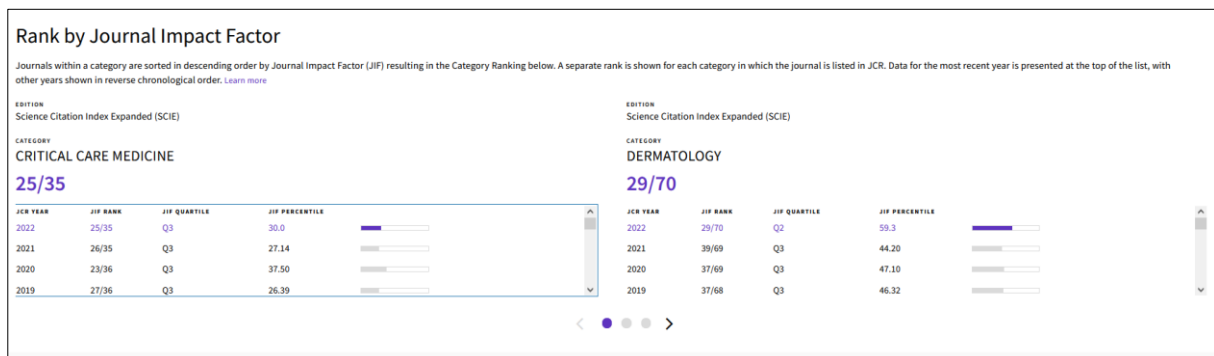 Rank by Journal Impact Factor
Journals within a category are sorted in descending order by Journal Impact Factor (JIF) resulting in the Category Ranking below. A separate rank is shown for each category in which the journal is listed in JCR. Data for the most recent year is presented at the top of the list, with
other years shown in reverse chronological order. Learn more
EDITION
Science Citation Index Expanded (SCIE)
CATEGORY
CRITICAL CARE MEDICINE
25/35
JCR YEAR JIF RANK JIF QUARTILE JIF PERCENTILE
2022 25/35 Q3 30.0
2021 26/35 Q3 27.14
2020 23/36 Q3 37.50
2019 27/36 Q3 26.39
EDITION
Science Citation Index Expanded (SCIE)
CATEGORY
DERMATOLOGY
29/70
JCR YEAR JIF RANK JIF QUARTILE JIF PERCENTILE
2022 29/70 Q2 59.3
2021 39/69 Q3 44.20
2020 37/69 Q3 47.10
2019 37/68 Q3 46.32